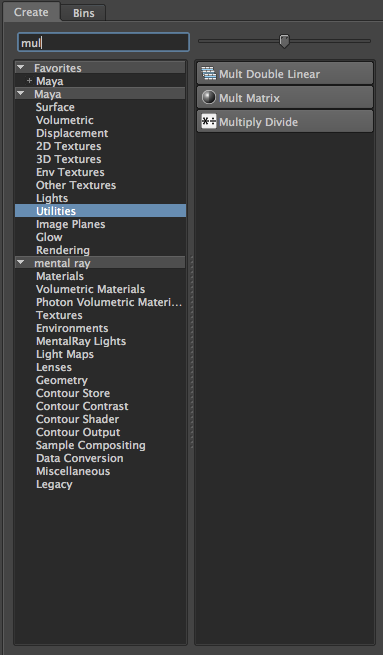 Create Bins
mul
Favorites
+ Maya
Maya
Surface
Volumetric
Displacement
2D Textures
3D Textures
Env Textures
Other Textures
Lights
Utilities
Image Planes
Glow
Rendering
mental ray
Materials
Volumetric Materials
Photon Volumetric Materi...
Textures
Environments
MentalRay Lights
Light Maps
Lenses
Geometry
Contour Store
Contour Contrast
Contour Shader
Contour Output
Sample Compositing
Data Conversion
Miscellaneous
Legacy
Mult Double Linear
Mult Matrix
Multiply Divide